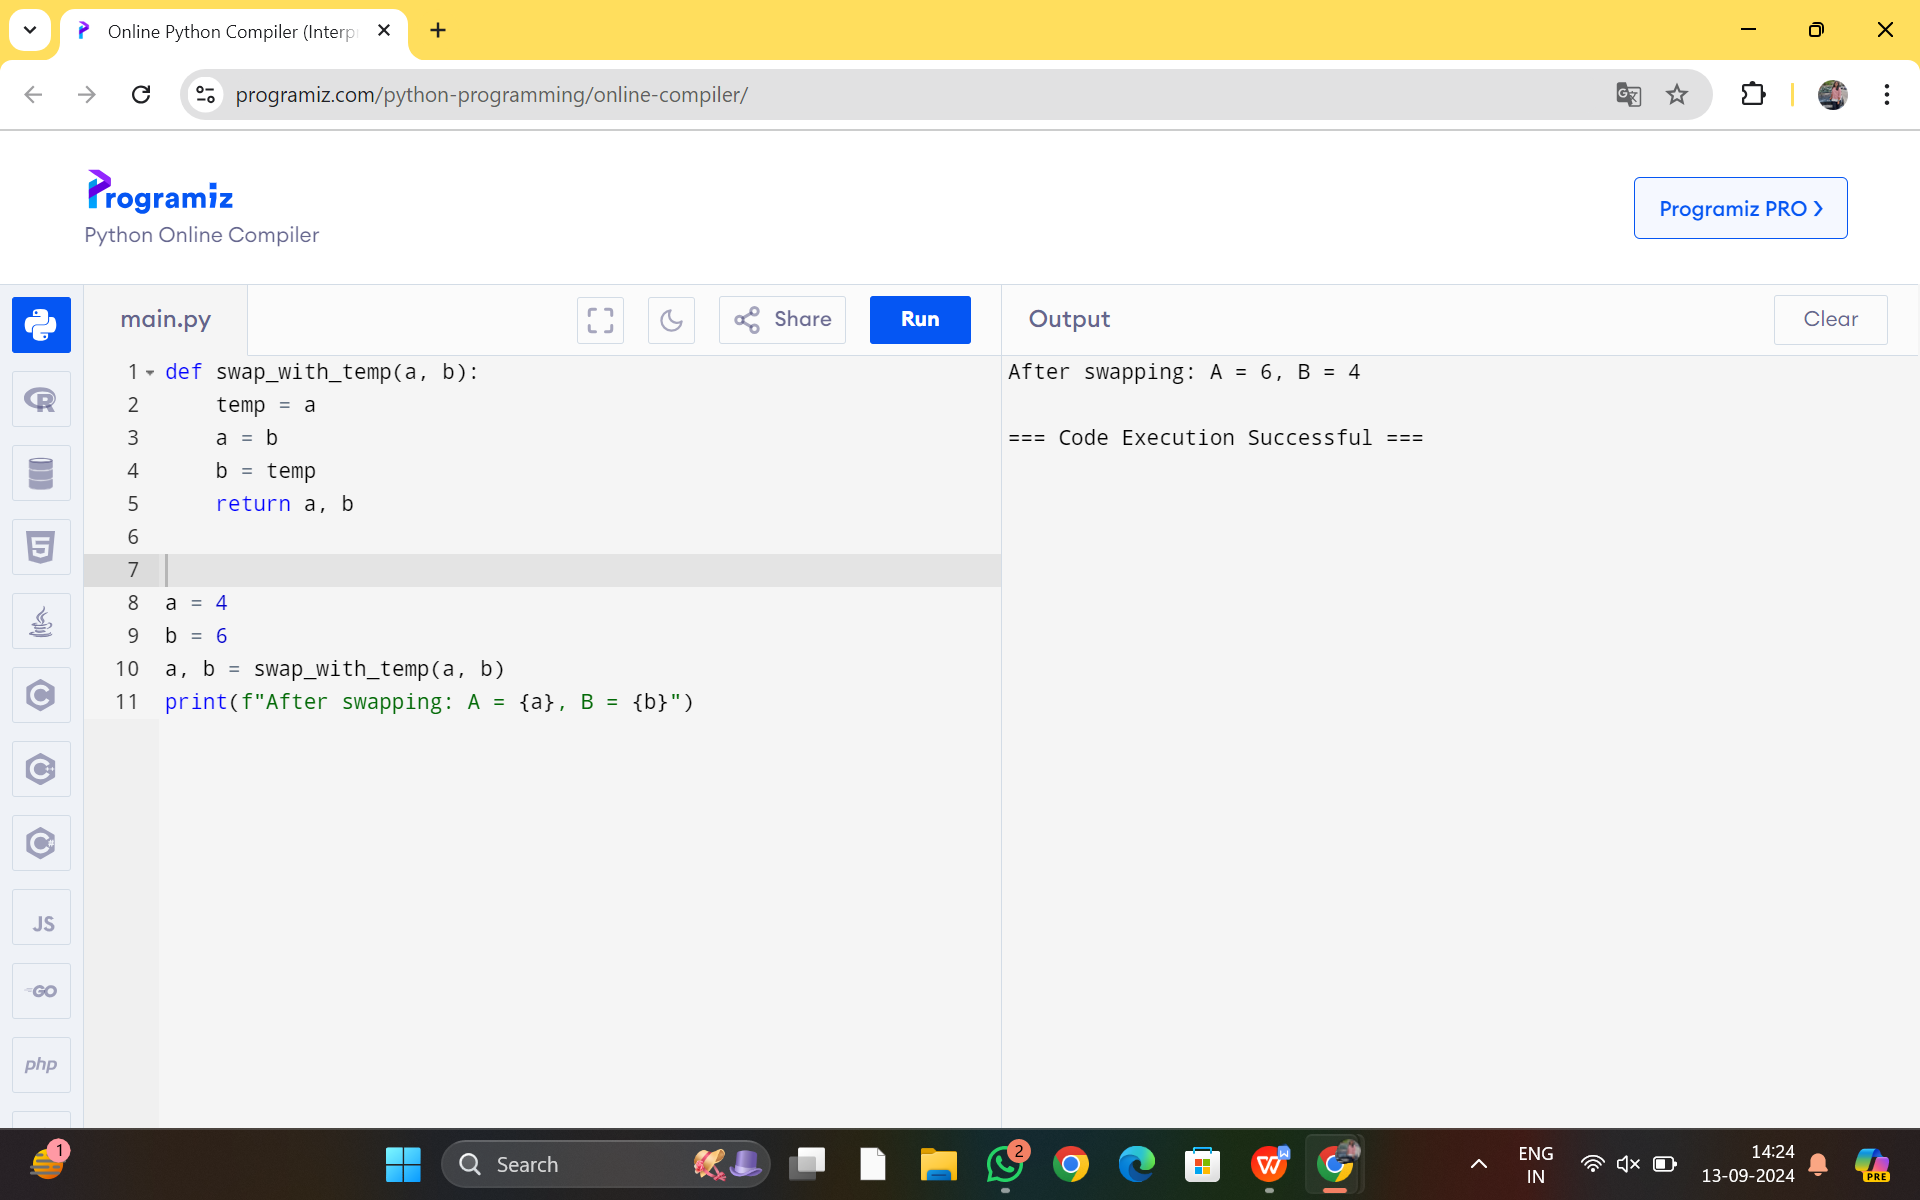 Online Python Compiler (Interp
programiz.com/python-programming/online-compiler/
Programiz
Python Online Compiler
Programiz PRO
main.py
Share
Run
Output
Clear
1 def swap_with_temp(a, b):
2 temp = a
3 a = b
4 b = temp
5 return a, b
6
7
8 a = 4
9 b = 6
10 a, b = swap_with_temp(a, b)
11 print(f"After swapping: A = {a}, B = {b}")
After swapping: A = 6, B = 4
=== Code Execution Successful ===
R
5
C
C
C#
JS
GO
php
1
Search
2
W
W
ENG
IN
14:24
13-09-2024
PRE